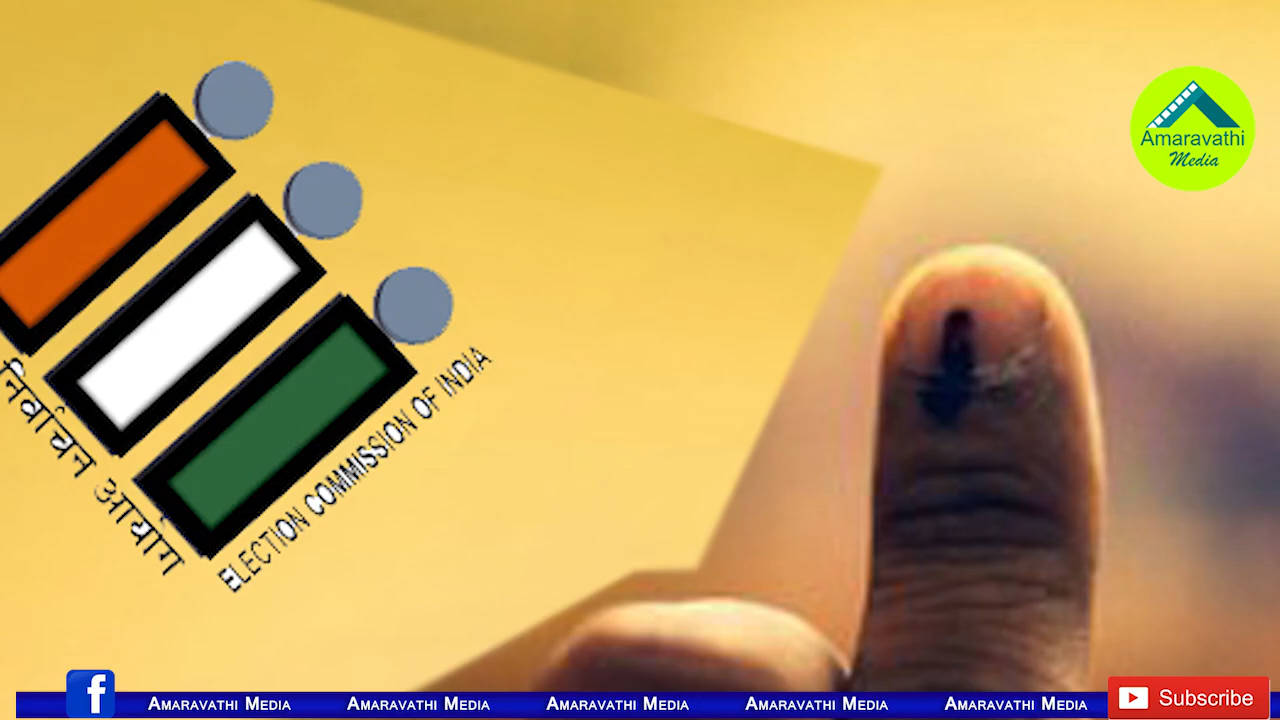 Amaravathi
Media
निर्वाचन आयोग
ELECTION COMMISSION OF INDIA
f
Amaravathi Media
Amaravathi Media
Amaravathi Media
Amaravathi Media
Amaravathi Media
Subscribe